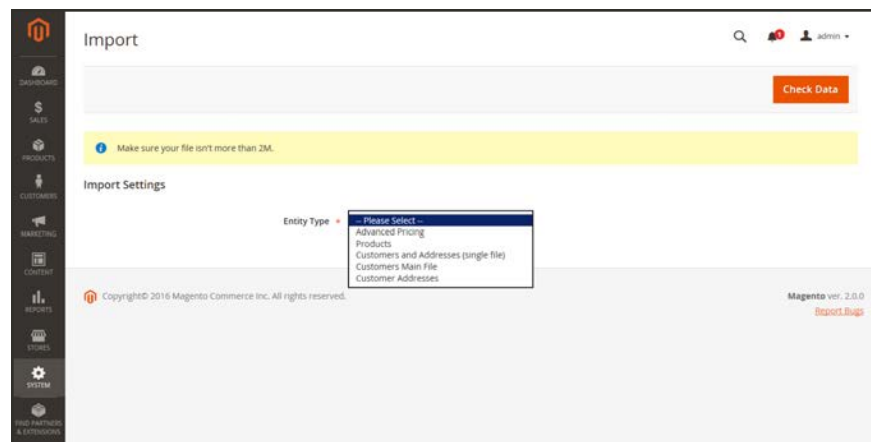 Import
1
admin
DASHBOARD
$
SALES
PRODUCTS
CUSTOMERS
MARKETING
CONTENT
REPORTS
STORES
SYSTEM
FIND PARTNERS
& EXTENSIONS
Check Data
Make sure your file isn't more than 2M.
Import Settings
Entity Type *
-- Please Select --
Advanced Pricing
Products
Customers and Addresses (single file)
Customers Main File
Customer Addresses
Copyright© 2016 Magento Commerce Inc. All rights reserved.
Magento ver. 2.0.0
Report Bugs